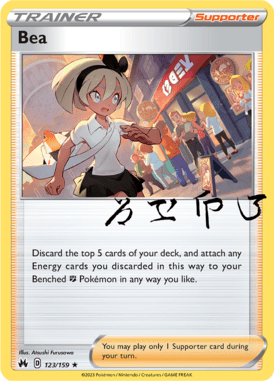 TRAINER Supporter
Bea
Discard the top 5 cards of your deck, and attach any
Energy cards you discarded in this way to your
Benched Pokémon in any way you like.
Illus. Atsushi Furusawa
D 123/159 ★
You may play only 1 Supporter card during
your turn.
©2023 Pokémon / Nintendo / Creatures / GAME FREAK